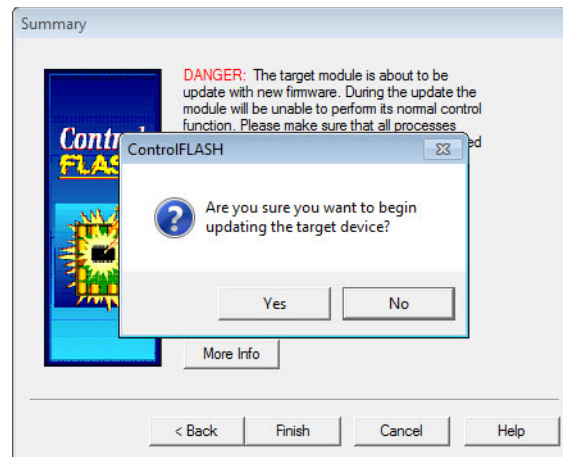 Summary
DANGER: The target module is about to be
update with new firmware. During the update the
module will be unable to perform its normal control
function. Please make sure that all processes
ControlFLASH
Are you sure you want to begin
updating the target device?
Yes
No
More Info
< Back
Finish
Cancel
Help